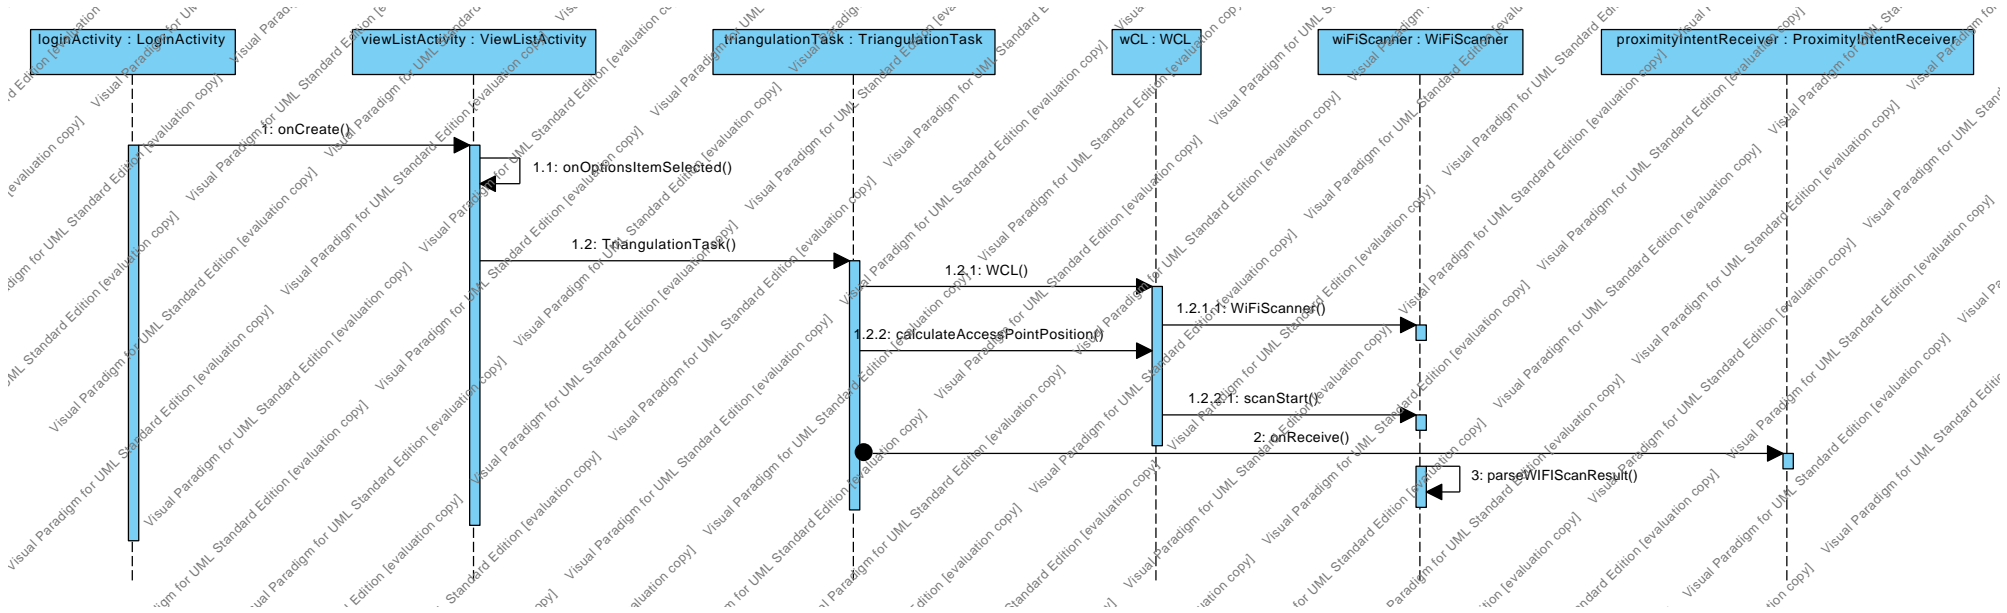 loginActivity : LoginActivity
viewListActivity : ViewListActivity
triangulationTask : TriangulationTask
wCL : WCL
wiFiScanner : WiFiScanner
proximityIntentReceiver : ProximityIntentReceiver
1: onCreate()
1.1: onOptionsItemSelected()
1.2: TriangulationTask()
1.2.1: WCL()
1.2.1.1: WiFiScanner()
1.2.2: calculateAccessPointPosition()
1.2.2.1: scanStart()
2: onReceive()
3: parseWIFIScanResult()
Visual Paradigm for UML Standard Edition [evaluation copy]